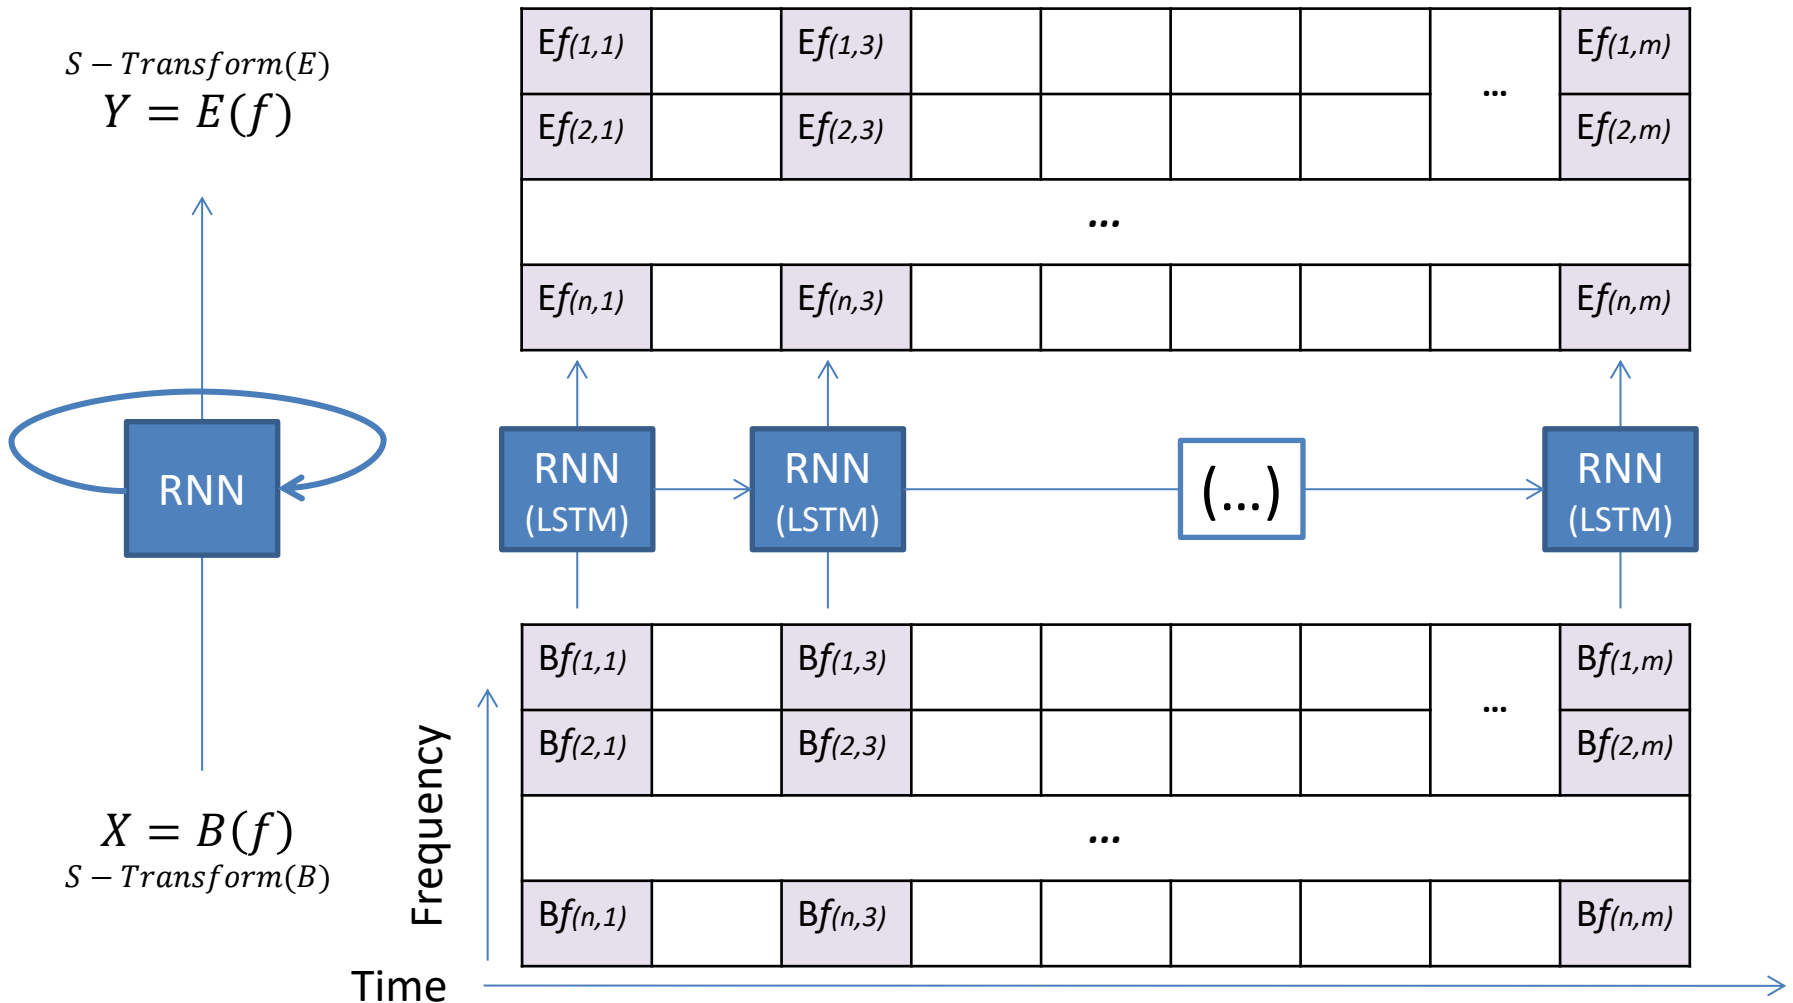 S − Transform(E)
Y = E(f)
RNN
X = B(f)
S − Transform(B)
Ef(1,1) Ef(1,3) ... Ef(1,m)
Ef(2,1) Ef(2,3) Ef(2,m)
...
Ef(n,1) Ef(n,3) Ef(n,m)
RNN RNN (...) RNN
(LSTM) (LSTM) (LSTM)
Bf(1,1) Bf(1,3) ... Bf(1,m)
Bf(2,1) Bf(2,3) Bf(2,m)
...
Bf(n,1) Bf(n,3) Bf(n,m)
Frequency
Time